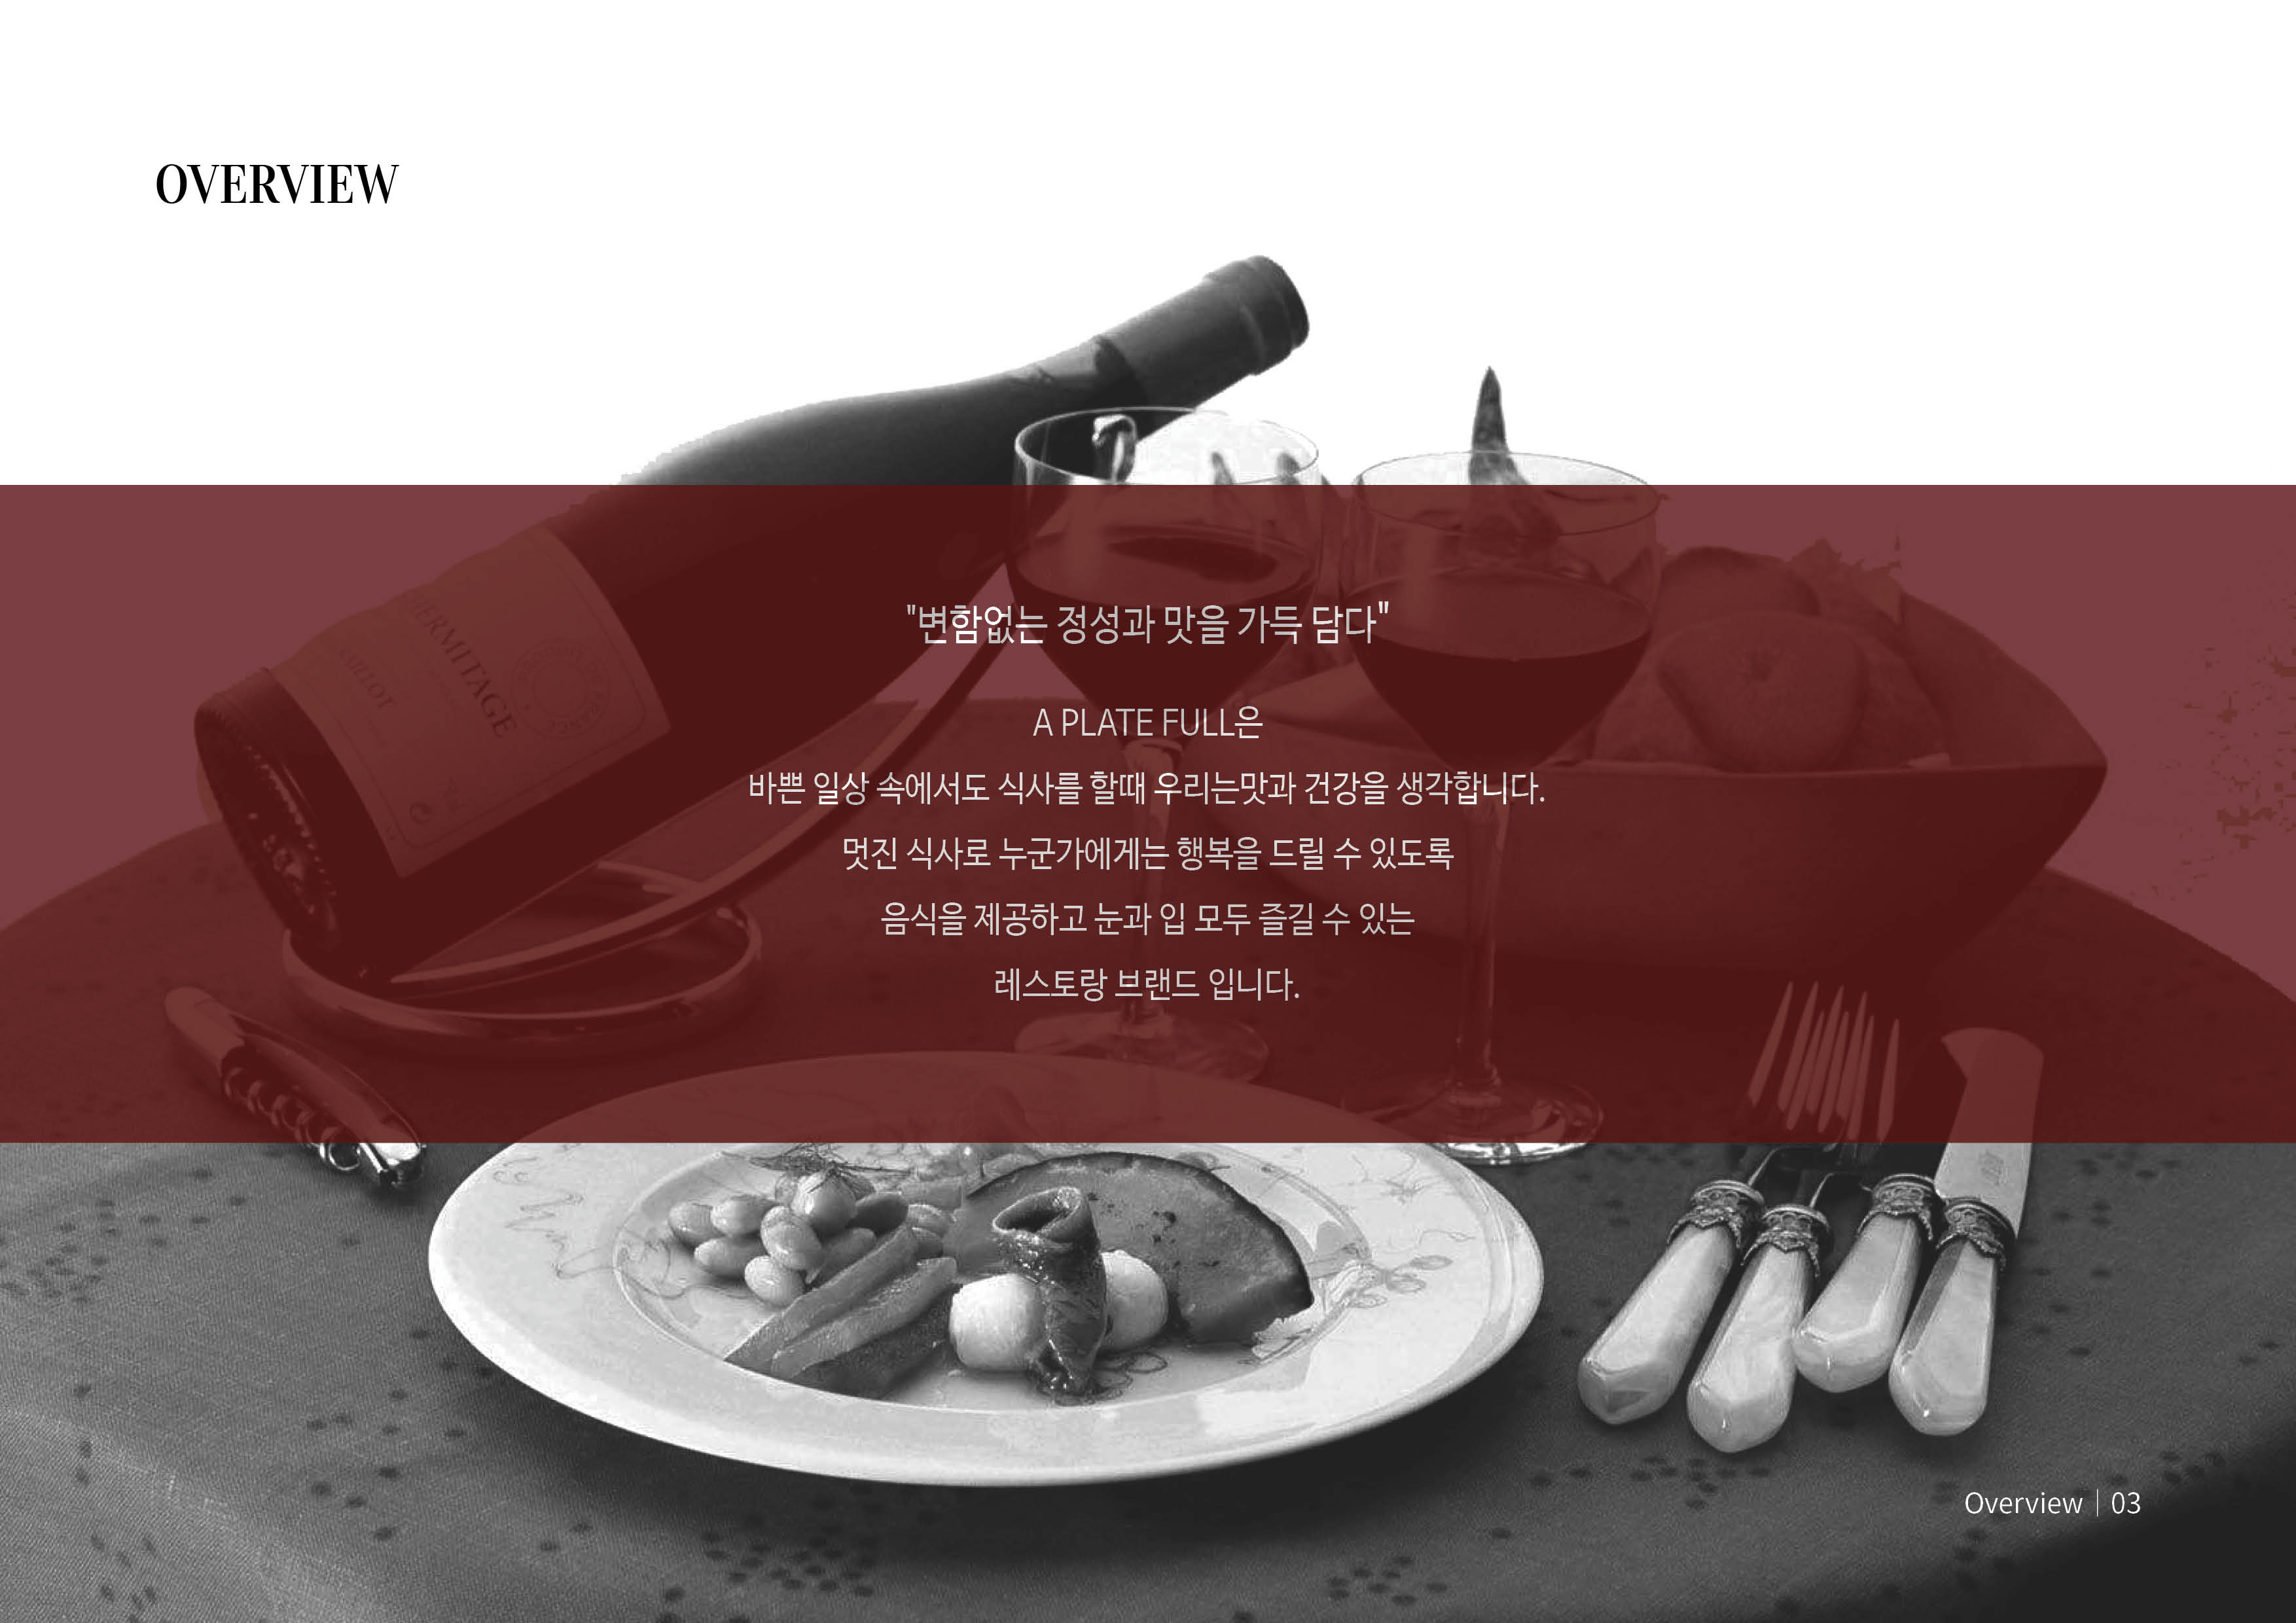 OVERVIEW
"변함없는 정성과 맛을 가득 담다"
A PLATE FULL은
바쁜 일상 속에서도 식사를 할때 우리는맛과 건강을 생각합니다.
멋진 식사로 누군가에게는 행복을 드릴 수 있도록
음식을 제공하고 눈과 입 모두 즐길 수 있는
레스토랑 브랜드 입니다.
HERMITAGE
Overview | 03